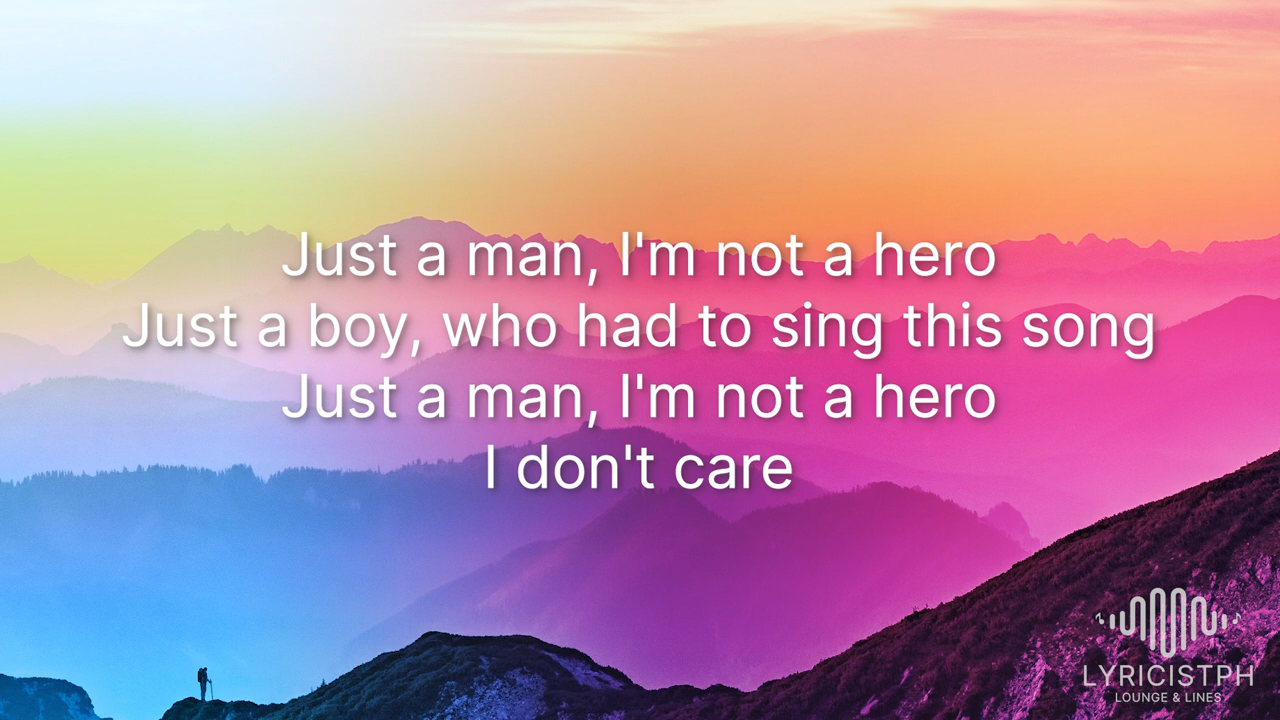 Just a man, I'm not a hero
Just a boy, who had to sing this song
Just a man, I'm not a hero
I don't care
LYRICISTPH
LOUNGE & LINES